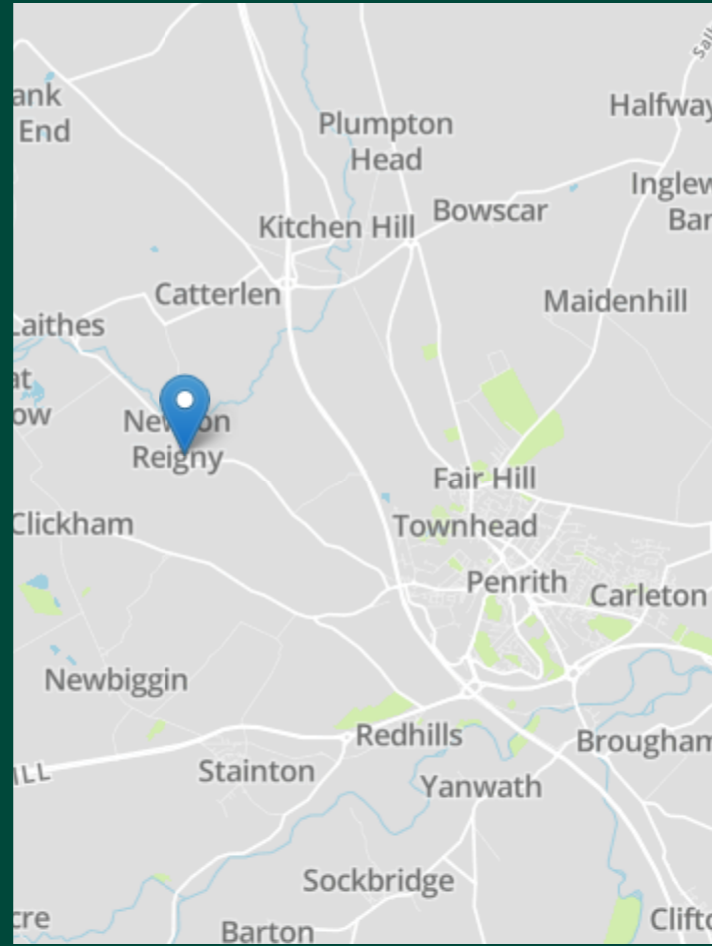 Salk
ank
End
Plumpton
Head
Halfway
Inglew
Bar
Kitchen Hill
Bowscar
Catterlen
Maidenhill
Laithes
at
ow
Newton
Reigny
Fair Hill
Clickham
Townhead
Penrith
Carleton
Newbiggin
Redhills
Brougham
ILL
Stainton
Yanwath
Sockbridge
cre
Barton
Clifto